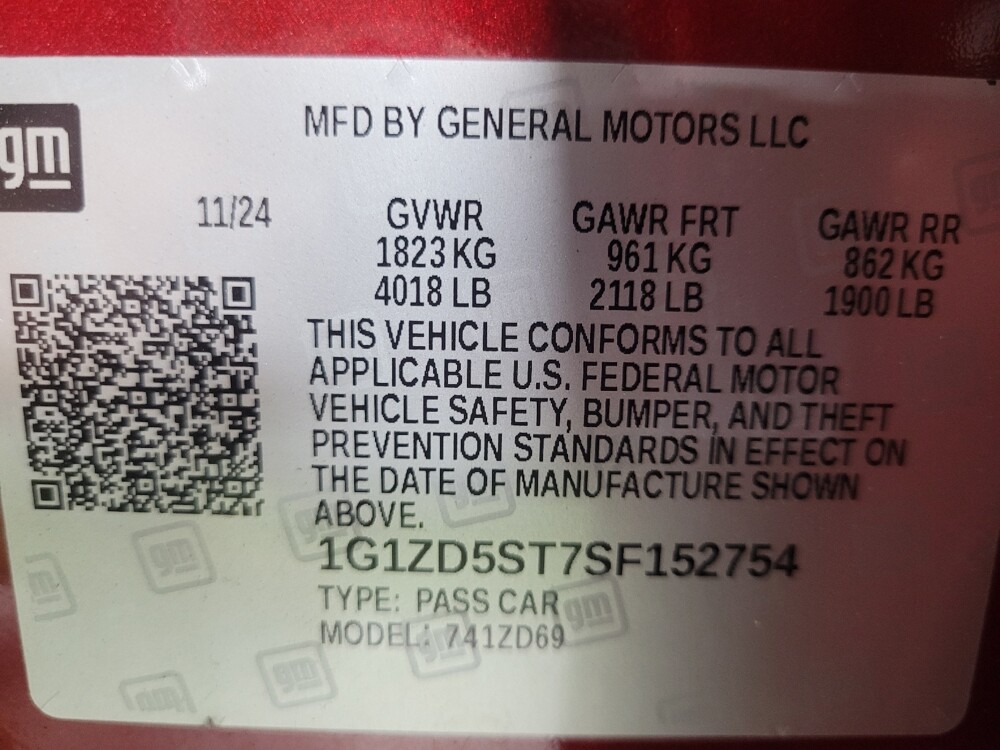 gm
MFD BY GENERAL MOTORS LLC
11/24 GVWR GAWR FRT GAWR RR
1823 KG 961 KG 862 KG
4018 LB 2118 LB 1900 LB
THIS VEHICLE CONFORMS TO ALL
APPLICABLE U.S. FEDERAL MOTOR
VEHICLE SAFETY, BUMPER, AND THEFT
PREVENTION STANDARDS IN EFFECT ON
THE DATE OF MANUFACTURE SHOWN
ABOVE.
1G1ZD5ST7SF152754
TYPE: PASS CAR
MODEL: 741ZD69